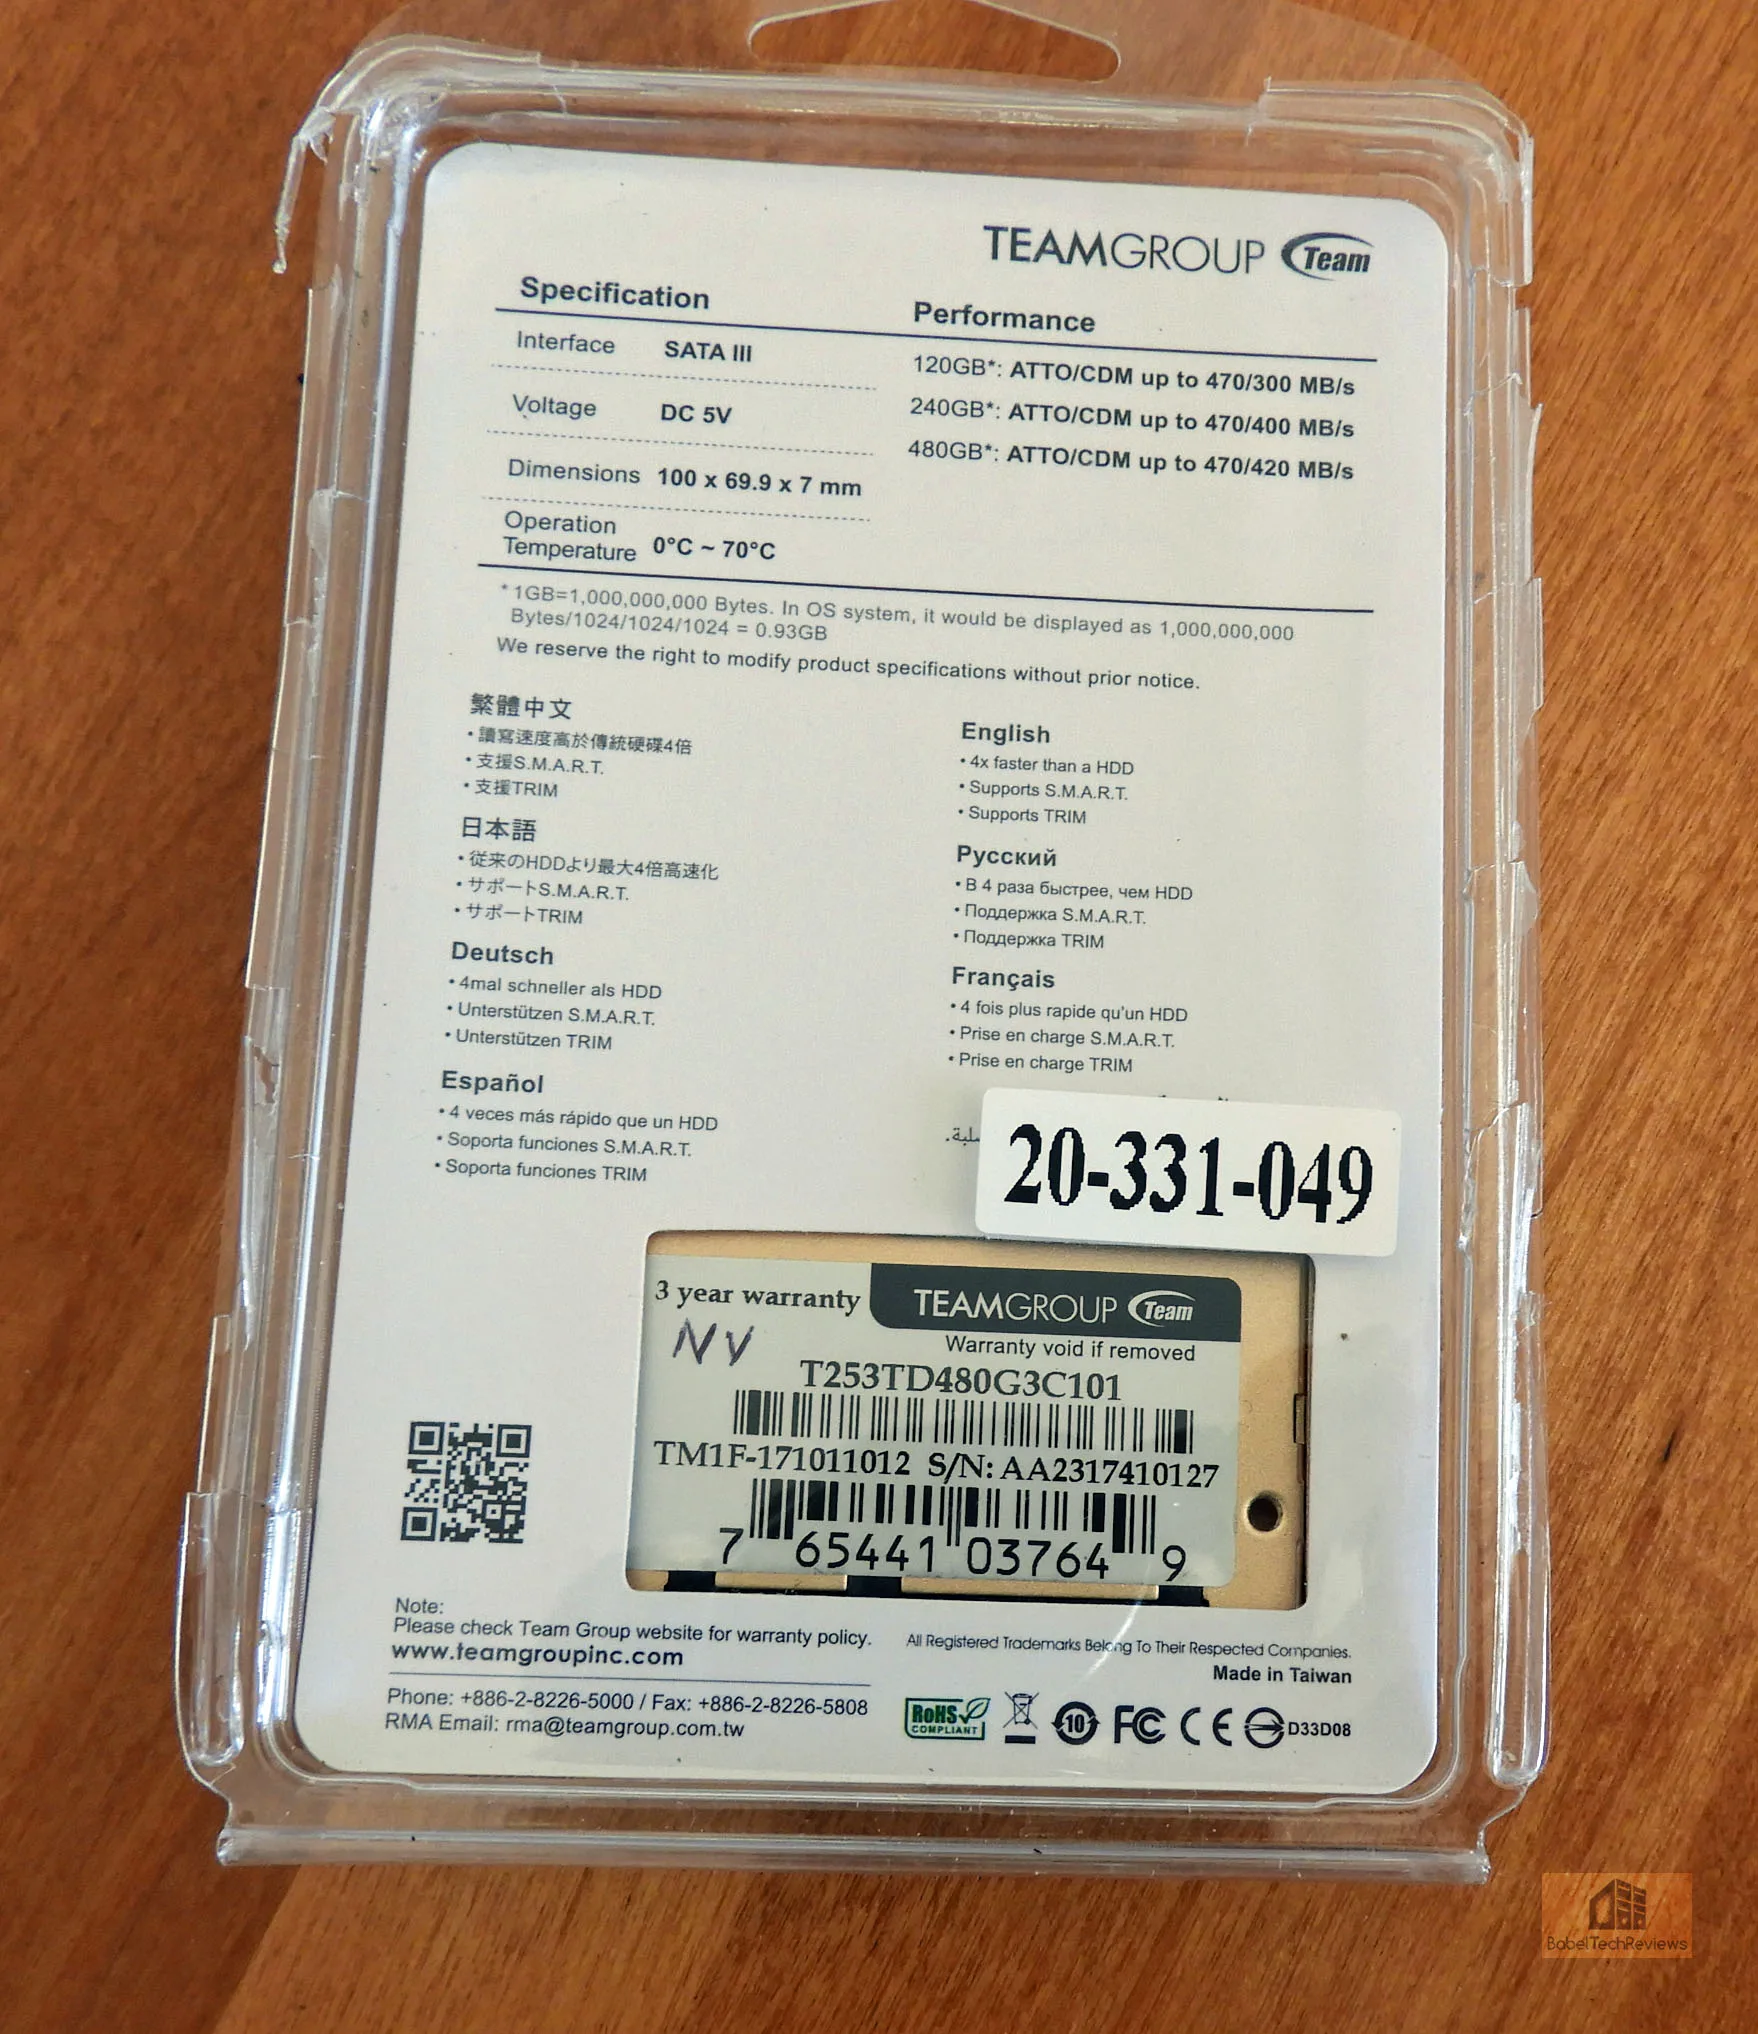 TEAMGROUP Team
Specification
Interface SATA III
Voltage DC 5V
Dimensions 100 x 69.9 x 7 mm
Operation
Temperature 0°C ~ 70°C
Performance
120GB*: ATTO/CDM up to 470/300 MB/s
240GB*: ATTO/CDM up to 470/400 MB/s
480GB*: ATTO/CDM up to 470/420 MB/s
* 1GB=1,000,000,000 Bytes. In OS system, it would be displayed as 1,000,000,000
Bytes/1024/1024/1024 = 0.93GB
We reserve the right to modify product specifications without prior notice.
繁體中文
• 讀寫速度高於傳統硬碟4倍
• 支援S.M.A.R.T.
• 支援TRIM
日本語
• 従来のHDDより最大4倍高速化
• サポートS.M.A.R.T.
• サポートTRIM
Deutsch
• 4mal schneller als HDD
• Unterstützen S.M.A.R.T.
• Unterstützen TRIM
Español
• 4 veces más rápido que un HDD
• Soporta funciones S.M.A.R.T.
• Soporta funciones TRIM
English
• 4x faster than a HDD
• Supports S.M.A.R.T.
• Supports TRIM
Русский
• В 4 раза быстрее, чем HDD
• Поддержка S.M.A.R.T.
• Поддержка TRIM
Français
• 4 fois plus rapide qu'un HDD
• Prise en charge S.M.A.R.T.
• Prise en charge TRIM
20-331-049
3 year warranty
TEAMGROUP Team
NV
Warranty void if removed
T253TD480G3C101
TM1F-171011012 S/N: AA2317410127
7 65441 03764 9
Note:
Please check Team Group website for warranty policy.
www.teamgroupinc.com
Phone: +886-2-8226-5000 / Fax: +886-2-8226-5808
RMA Email: rma@teamgroup.com.tw
All Registered Trademarks Belong To Their Respected Companies.
Made in Taiwan
RoHS
COMPLIANT
10
FC CE
D33D08
BabelTechReviews